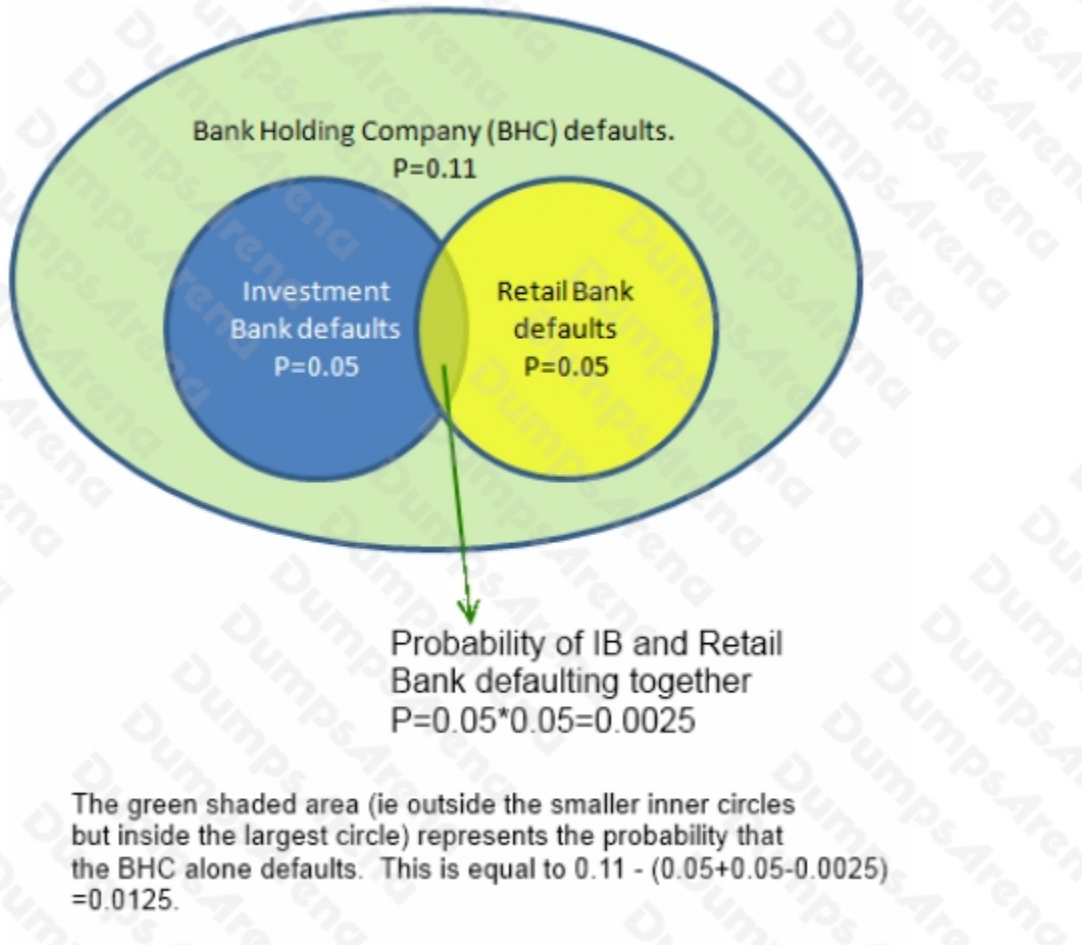 Bank Holding Company (BHC) defaults.
P=0.11
Investment
Bank defaults
P=0.05
Retail Bank
defaults
P=0.05
Probability of IB and Retail
Bank defaulting together
P=0.05*0.05=0.0025
The green shaded area (ie outside the smaller inner circles
but inside the largest circle) represents the probability that
the BHC alone defaults.  This is equal to 0.11 - (0.05+0.05-0.0025)
=0.0125.
DumpsArena